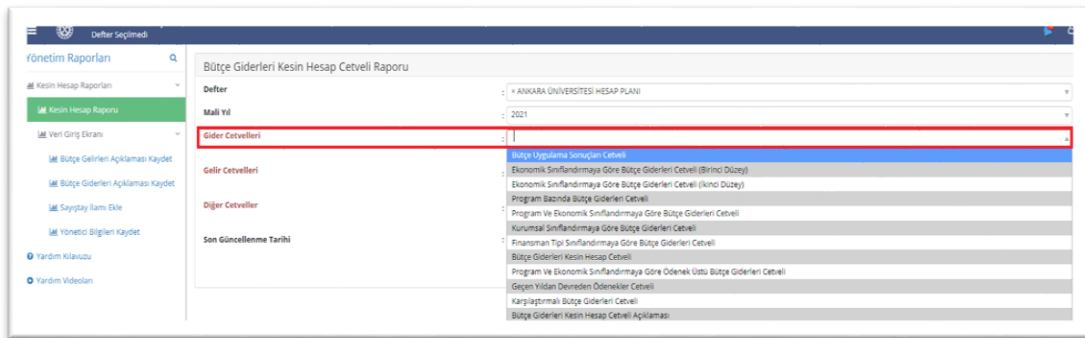 Defter Seçilmedi
Yönetim Raporları
Kesin Hesap Raporları
Kesin Hesap Raporu
Veri Giriş Ekranı
Bütçe Gelirleri Açıklaması Kaydet
Bütçe Giderleri Açıklaması Kaydet
Sayıştay İlamı Ekle
Yönetici Bilgileri Kaydet
Yardım Kılavuzu
Yardım Videoları
Bütçe Giderleri Kesin Hesap Cetveli Raporu
Defter : × ANKARA ÜNİVERSİTESİ HESAP PLANI
Mali Yıl : 2021
Gider Cetvelleri :
Bütçe Uygulama Sonuçları Cetveli
Ekonomik Sınıflandırmaya Göre Bütçe Giderleri Cetveli (Birinci Düzey)
Ekonomik Sınıflandırmaya Göre Bütçe Giderleri Cetveli (İkinci Düzey)
Program Bazında Bütçe Giderleri Cetveli
Program Ve Ekonomik Sınıflandırmaya Göre Bütçe Giderleri Cetveli
Kurumsal Sınıflandırmaya Göre Bütçe Giderleri Cetveli
Finansman Tipi Sınıflandırmaya Göre Bütçe Giderleri Cetveli
Bütçe Giderleri Kesin Hesap Cetveli
Program Ve Ekonomik Sınıflandırmaya Göre Ödenek Üstü Bütçe Giderleri Cetveli
Geçen Yıldan Devreden Ödenekler Cetveli
Karşılaştırmalı Bütçe Giderleri Cetveli
Bütçe Giderleri Kesin Hesap Cetveli Açıklaması
Gelir Cetvelleri :
Diğer Cetveller :
Son Güncellenme Tarihi :